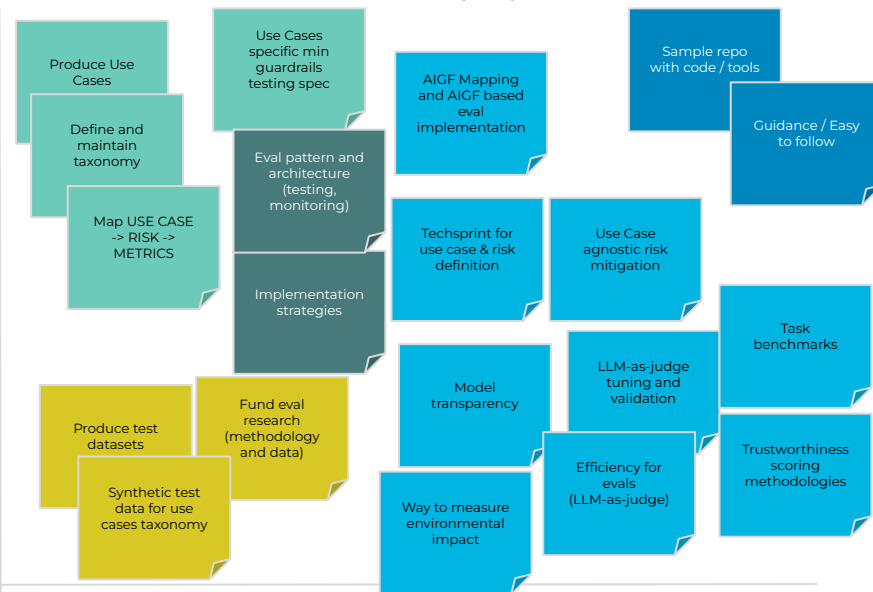 Produce Use
Cases
Define and
maintain
taxonomy
Map USE CASE
-> RISK ->
METRICS
Use Cases
specific min
guardrails
testing spec
Eval pattern and
architecture
(testing,
monitoring)
Implementation
strategies
AIGF Mapping
and AIGF based
eval
implementation
Sample repo
with code / tools
Guidance / Easy
to follow
Techsprint for
use case & risk
definition
Use Case
agnostic risk
mitigation
Task
benchmarks
Model
transparency
LLM-as-judge
tuning and
validation
Efficiency for
evals
(LLM-as-judge)
Trustworthiness
scoring
methodologies
Way to measure
environmental
impact
Produce test
datasets
Fund eval
research
(methodology
and data)
Synthetic test
data for use
cases taxonomy